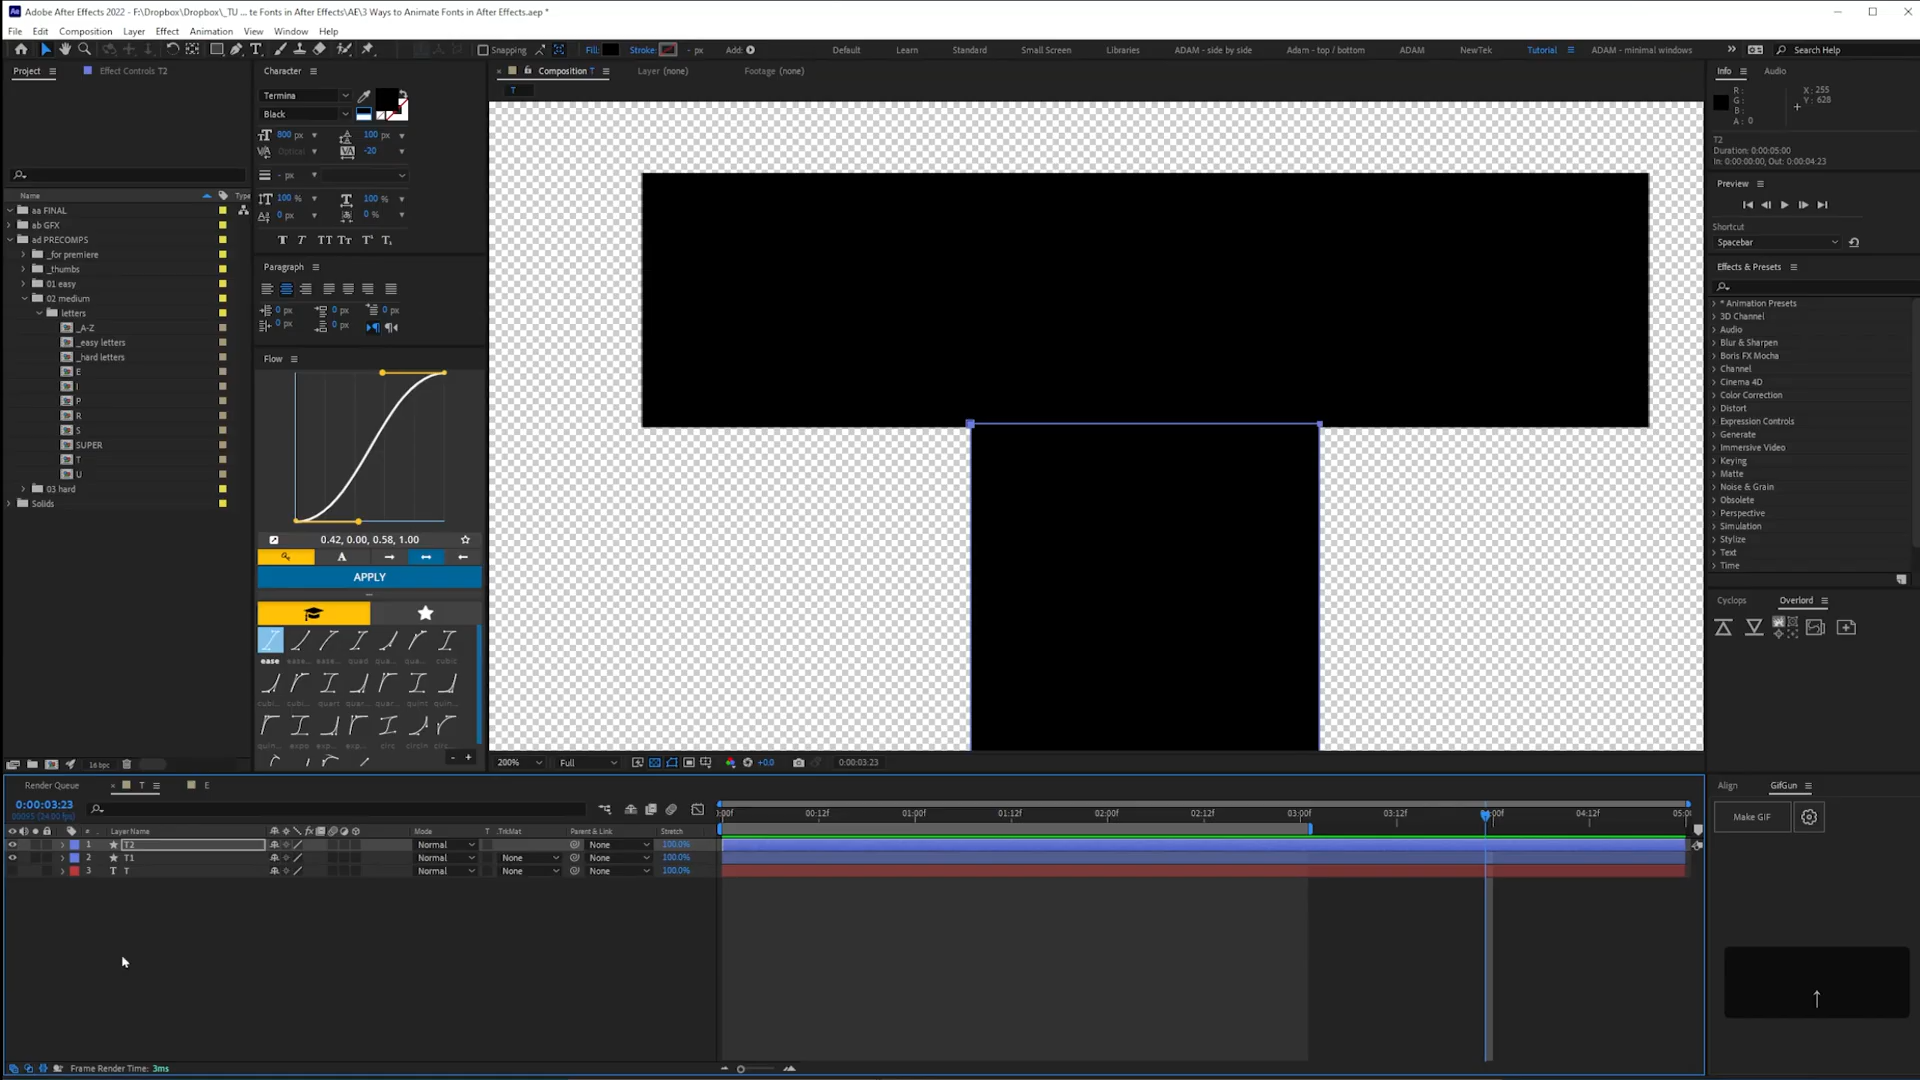 Adobe After Effects 2022 - F:\Dropbox\Dropbox\_TU ... te Fonts in After Effects\AE\3 Ways to Animate Fonts in After Effects.aep *
File Edit Composition Layer Effect Animation View Window Help
Snapping Fill: Stroke: - px Add: Default Learn Standard Small Screen Libraries ADAM - side by side Adam - top / bottom ADAM NewTek Tutorial ADAM - minimal windows Search Help
Project Effect Controls T2 Character Composition T Layer (none) Footage (none) Info Audio
T
Termina
Black
800 px 100 px
Optical -20
- px
100 % 100 %
0 px 0 %
T T TT Tr T¹ T,
Paragraph
0 px 0 px 0 px
0 px 0 px
Flow
0.42, 0.00, 0.58, 1.00
A
APPLY
ease ease... ease... quad qua... qua... cubic
cubi... cubi... quart quar... quar... quint quin...
quin... expo exp... exp... circ circin circ...
Name Type
aa FINAL
ab GFX
ad PRECOMPS
_for premiere
_thumbs
01 easy
02 medium
letters
_A-Z
_easy letters
_hard letters
E
I
P
R
S
SUPER
T
U
03 hard
Solids
16 bpc
200% Full +0.0 0:00:03:23
R:
G:
B:
A: 0
X: 255
Y: 628
T2
Duration: 0:00:05:00
In: 0:00:00:00, Out: 0:00:04:23
Preview
Shortcut
Spacebar
Effects & Presets
* Animation Presets
3D Channel
Audio
Blur & Sharpen
Boris FX Mocha
Channel
Cinema 4D
Color Correction
Distort
Expression Controls
Generate
Immersive Video
Keying
Matte
Noise & Grain
Obsolete
Perspective
Simulation
Stylize
Text
Time
Cyclops Overlord
Align GifGun
Make GIF
↑
Render Queue T E
0:00:03:23
00095 (24.00 fps)
:00f 00:12f 01:00f 01:12f 02:00f 02:12f 03:00f 03:12f 04:00f 04:12f 05:0
# Layer Name Mode T .TrkMat Parent & Link Stretch
1 T2 Normal None 100.0%
2 T1 Normal None None 100.0%
3 T T Normal None None 100.0%
Frame Render Time: 3ms